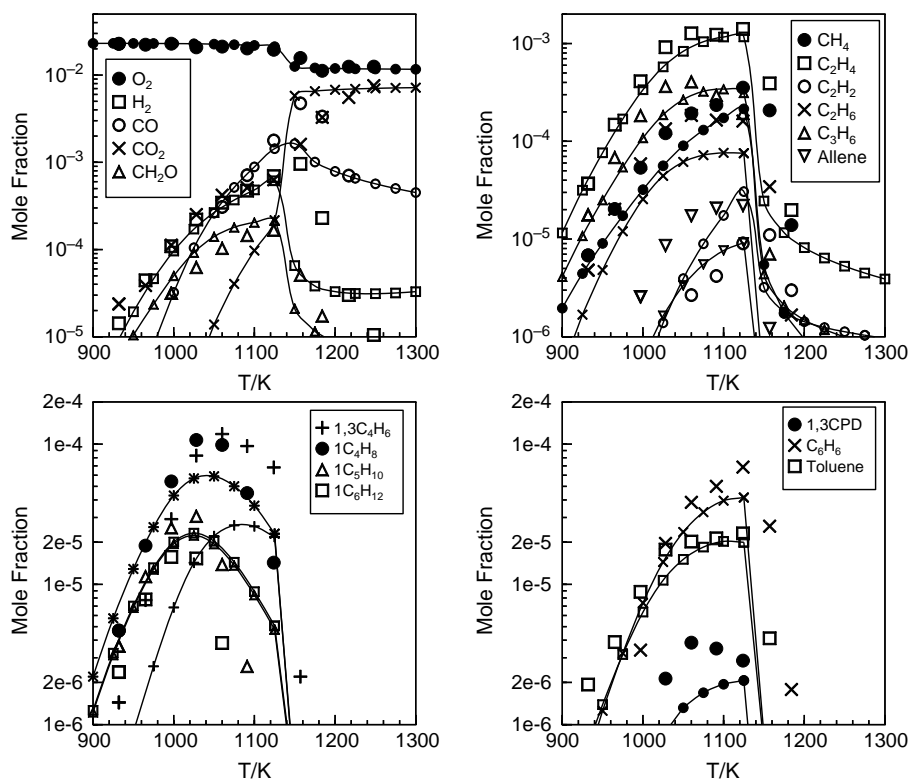 10⁻²
10⁻³
10⁻⁴
10⁻⁵
Mole Fraction
O₂
H₂
CO
CO₂
CH₂O
900 1000 1100 1200 1300
T/K
10⁻³
10⁻⁴
10⁻⁵
10⁻⁶
Mole Fraction
CH₄
C₂H₄
C₂H₂
C₂H₆
C₃H₆
Allene
900 1000 1100 1200 1300
T/K
2e-4
1e-4
2e-5
1e-5
2e-6
1e-6
Mole Fraction
1,3C₄H₆
1C₄H₈
1C₅H₁₀
1C₆H₁₂
900 1000 1100 1200 1300
T/K
2e-4
1e-4
2e-5
1e-5
2e-6
1e-6
Mole Fraction
1,3CPD
C₆H₆
Toluene
900 1000 1100 1200 1300
T/K